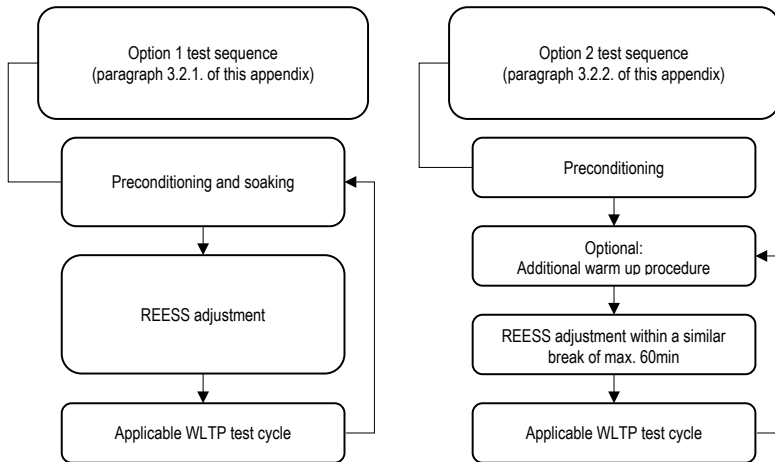 Option 1 test sequence
(paragraph 3.2.1. of this appendix)
Preconditioning and soaking
REESS adjustment
Applicable WLTP test cycle
Option 2 test sequence
(paragraph 3.2.2. of this appendix)
Preconditioning
Optional:
Additional warm up procedure
REESS adjustment within a similar
break of max. 60min
Applicable WLTP test cycle